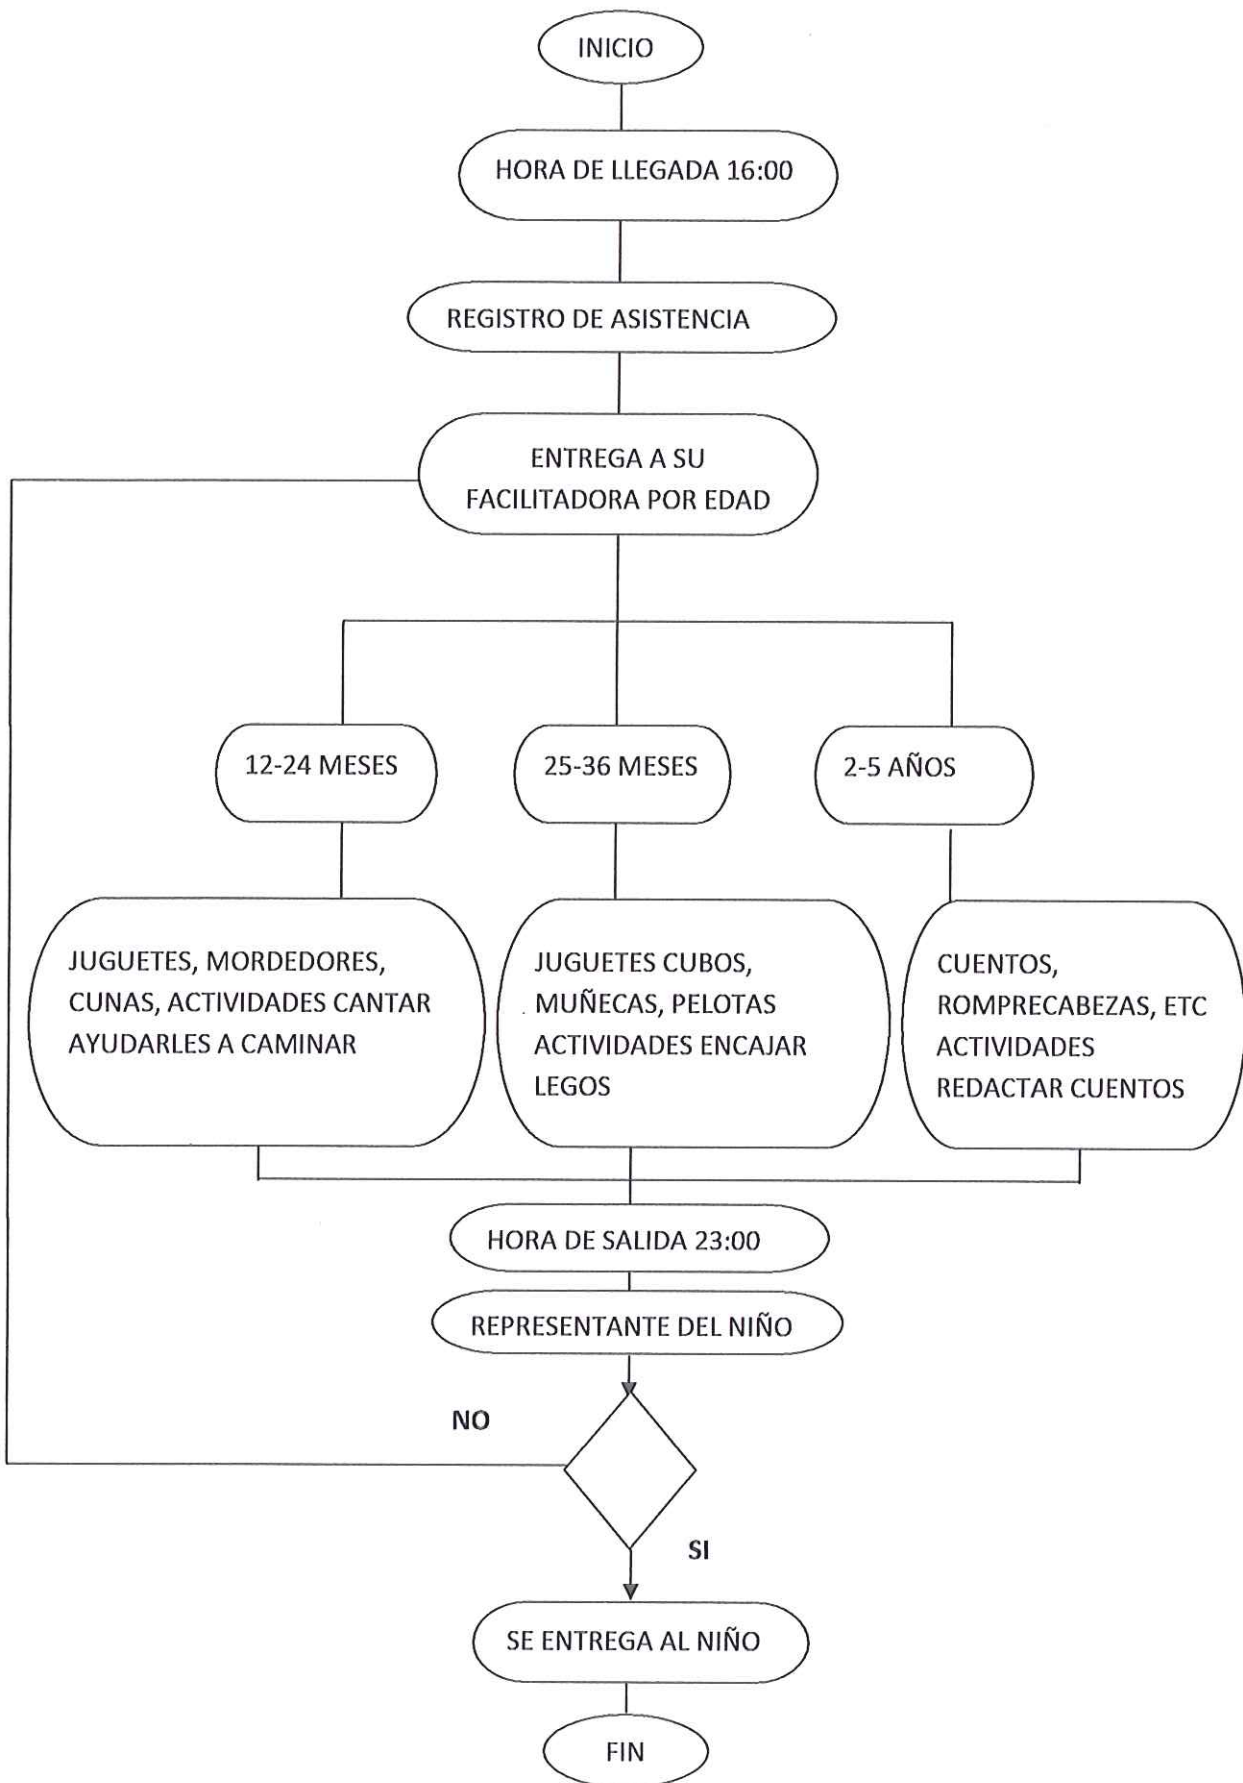 INICIO
HORA DE LLEGADA 16:00
REGISTRO DE ASISTENCIA
ENTREGA A SU
FACILITADORA POR EDAD
12-24 MESES
25-36 MESES
2-5 AÑOS
JUGUETES, MORDEDORES,
CUNAS, ACTIVIDADES CANTAR
AYUDARLES A CAMINAR
JUGUETES CUBOS,
MUÑECAS, PELOTAS
ACTIVIDADES ENCAJAR
LEGOS
CUENTOS,
ROMPRECABEZAS, ETC
ACTIVIDADES
REDACTAR CUENTOS
HORA DE SALIDA 23:00
REPRESENTANTE DEL NIÑO
NO
SI
SE ENTREGA AL NIÑO
FIN